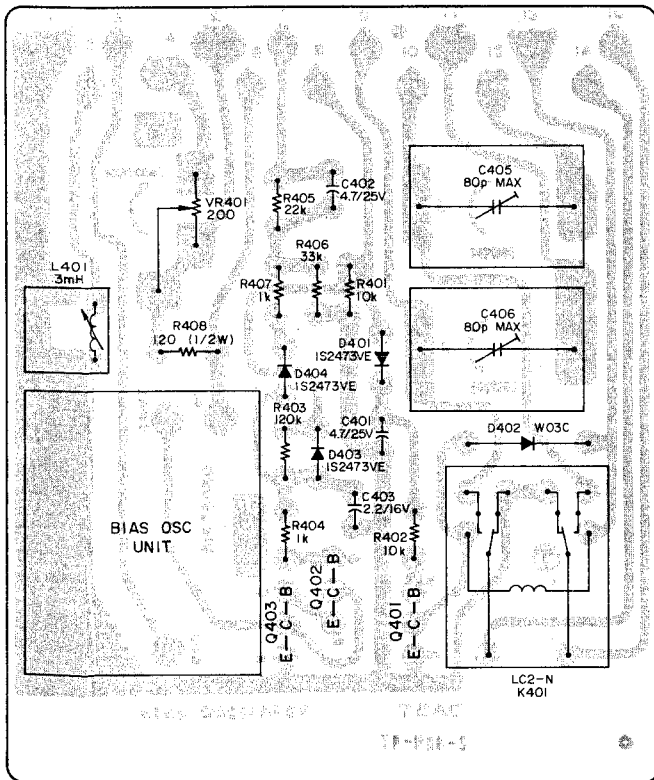 C405
80p MAX
C402
4.7/25V
VR401
200
R405
22k
R406
33k
L401
3mH
R407
1k
R401
10k
C406
80p MAX
R408
120 (1/2W)
D401
1S2473VE
D404
1S2473VE
R403
120k
C401
4.7/25V
D402 W03C
D403
1S2473VE
BIAS OSC
UNIT
C403
2.2/16V
R404
1k
R402
10k
Q403
E-C-B
Q402
E-C-B
Q401
E-C-B
LC2-N
K401
TEAC